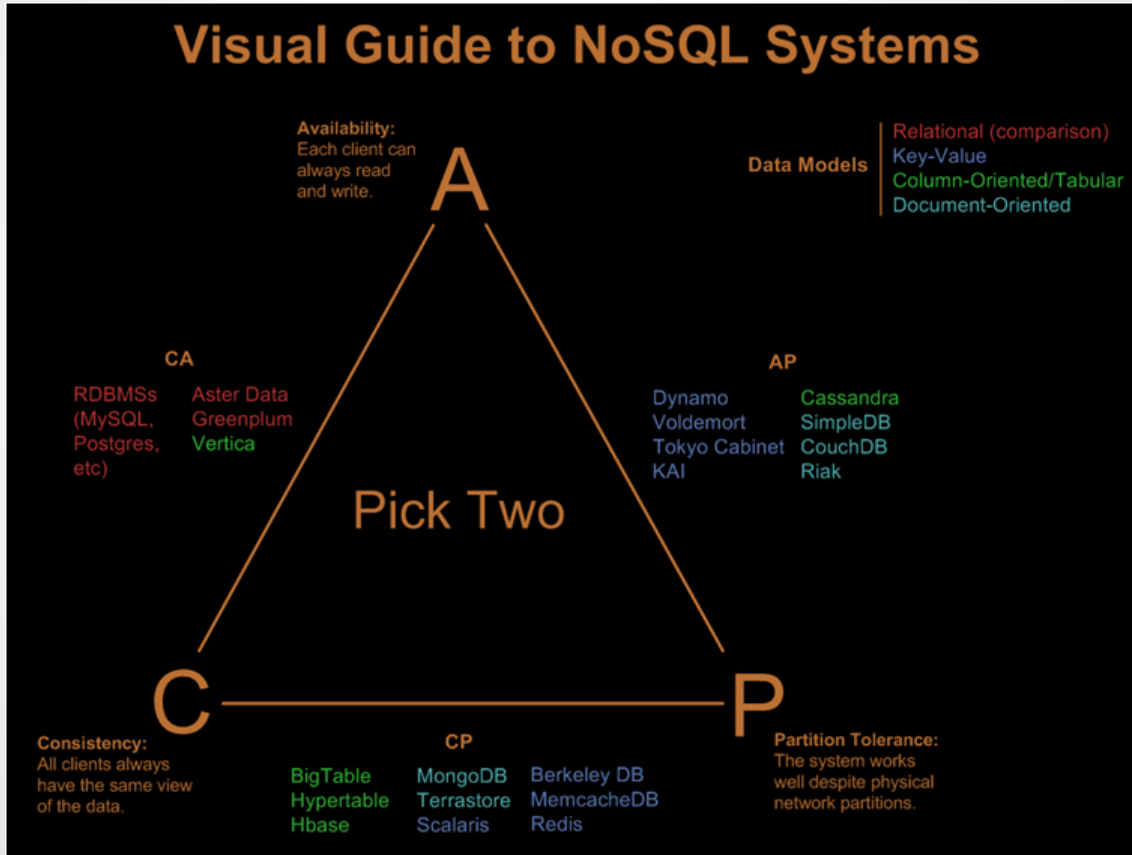 Visual Guide to NoSQL Systems
Availability:
Each client can
always read
and write.
A
Data Models
Relational (comparison)
Key-Value
Column-Oriented/Tabular
Document-Oriented
CA
RDBMSs
(MySQL,
Postgres,
etc)
Aster Data
Greenplum
Vertica
AP
Dynamo
Voldemort
Tokyo Cabinet
KAI
Cassandra
SimpleDB
CouchDB
Riak
Pick Two
C
P
Consistency:
All clients always
have the same view
of the data.
CP
BigTable
Hypertable
Hbase
MongoDB
Terrastore
Scalaris
Berkeley DB
MemcacheDB
Redis
Partition Tolerance:
The system works
well despite physical
network partitions.